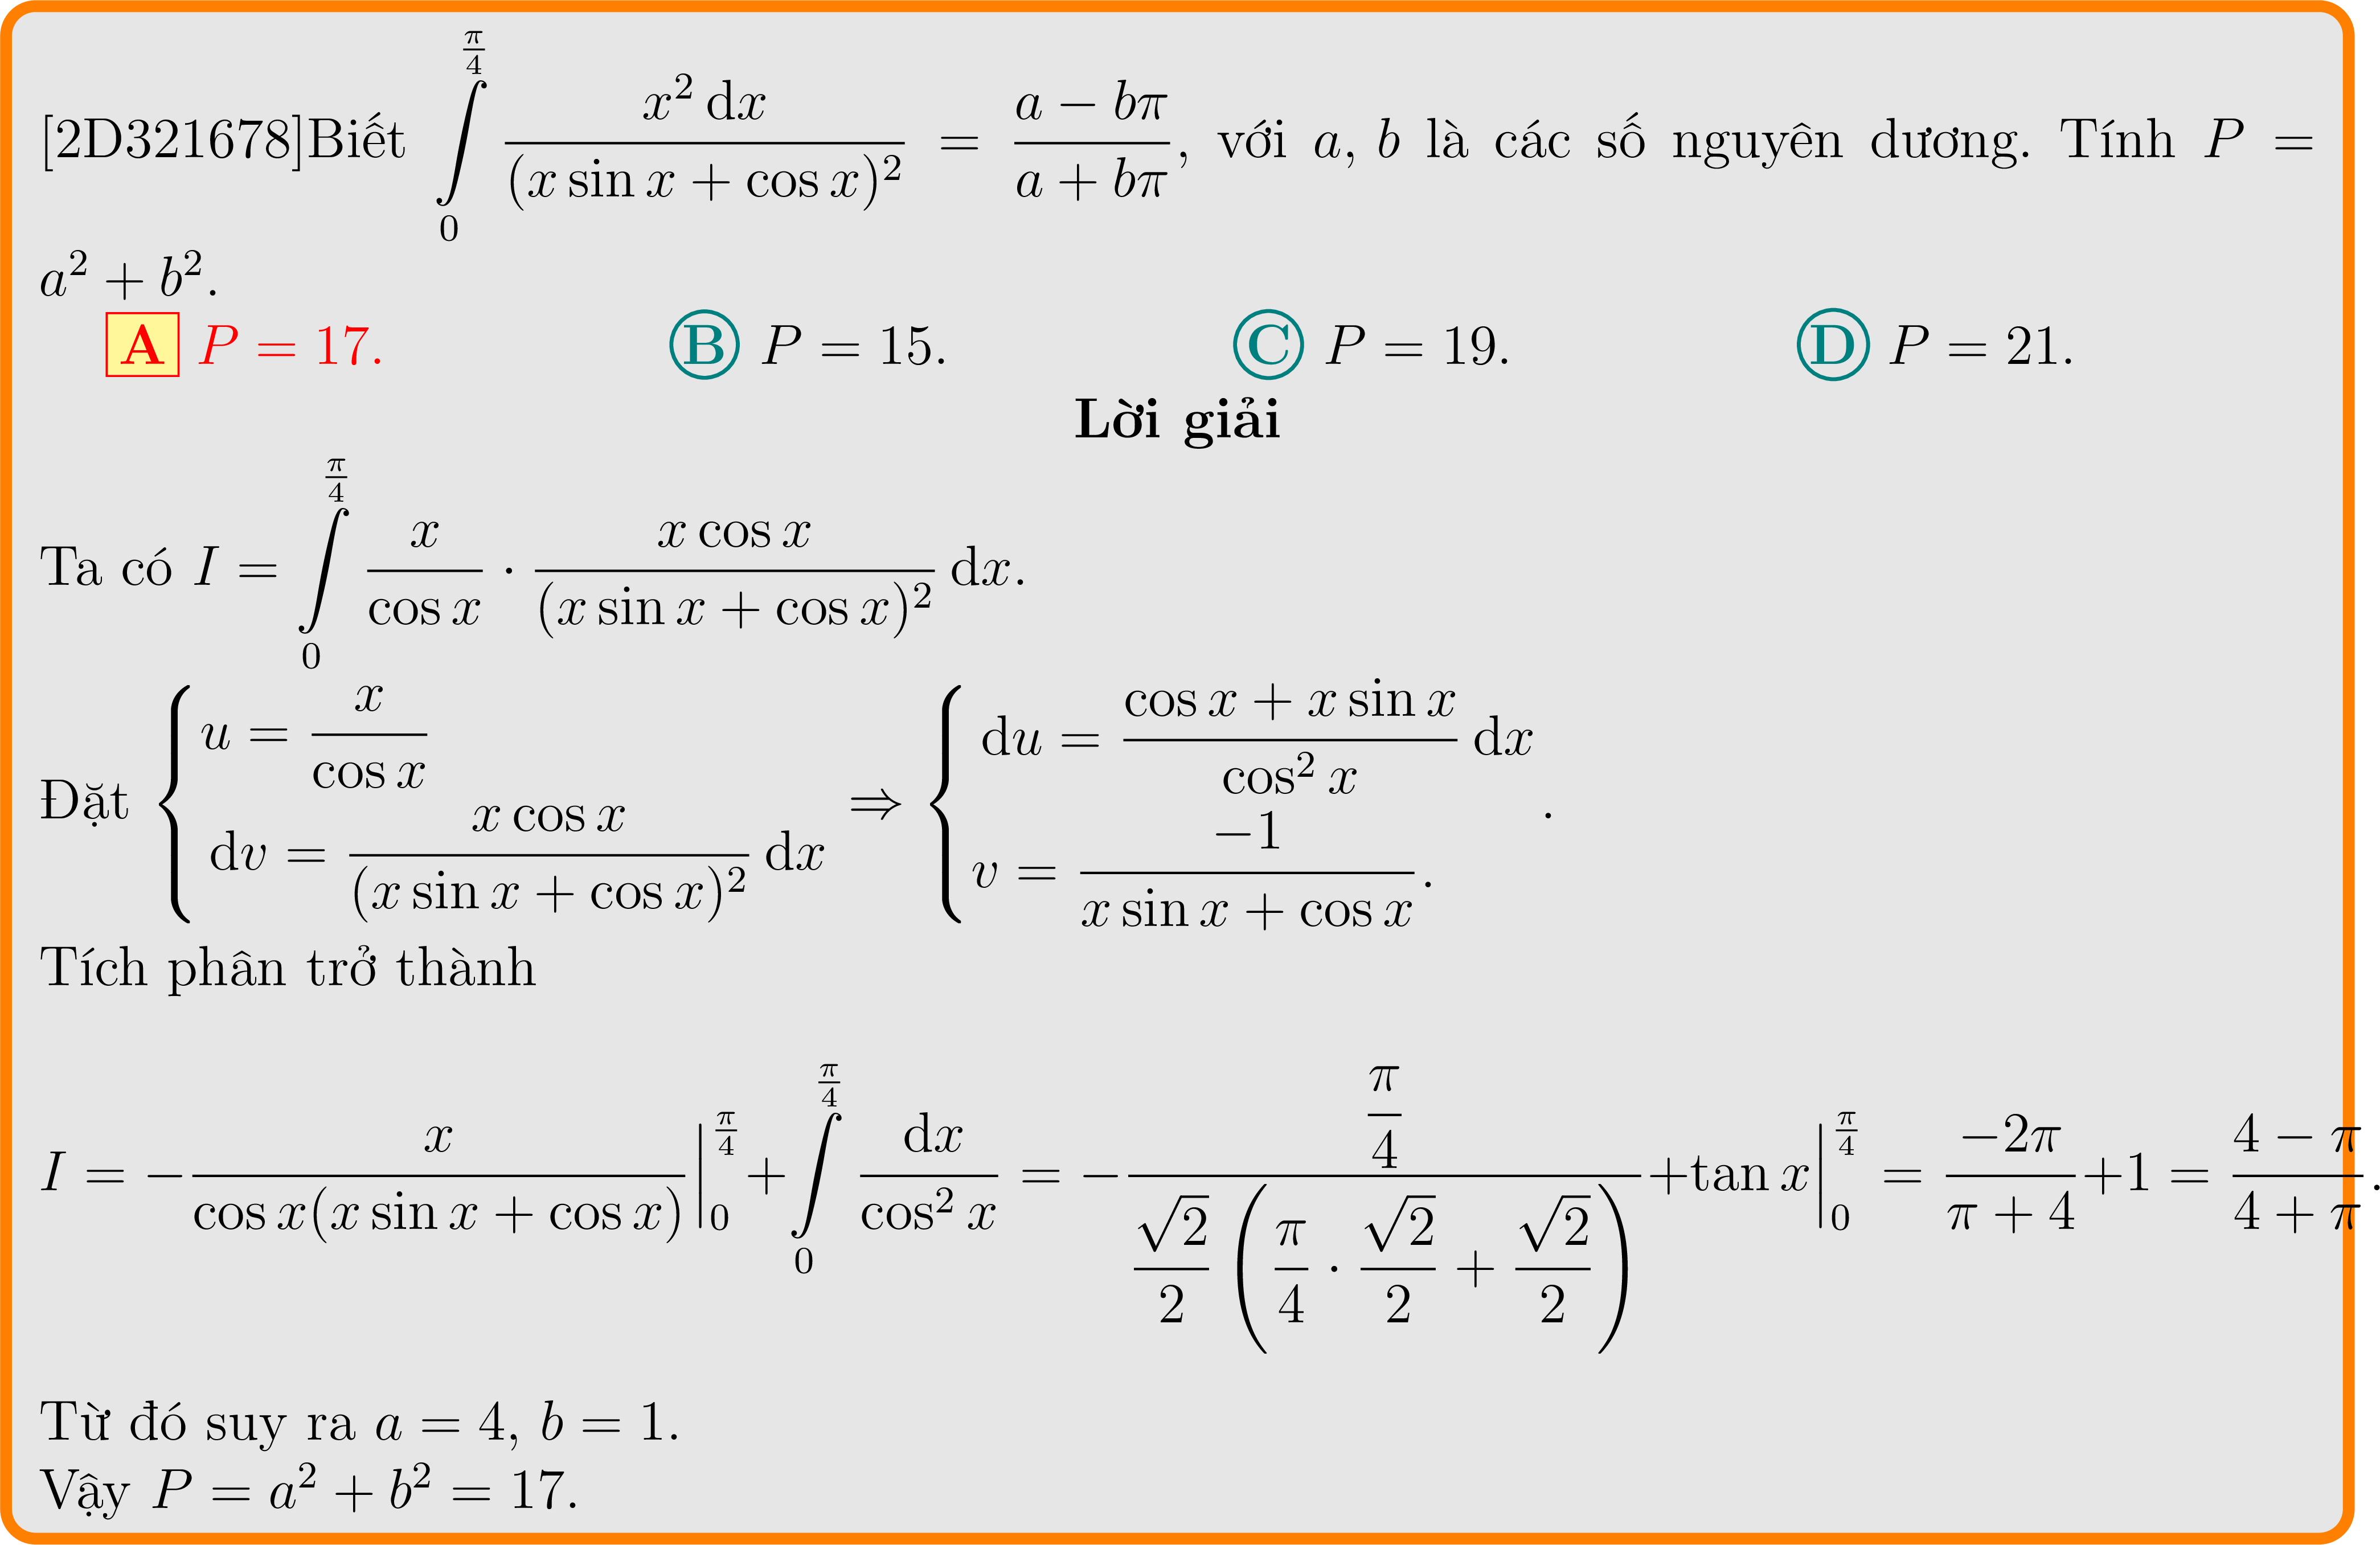 [2D321678]Biết $\int\limits_0^{\frac{\pi}{4}} \frac{x^2\,\mathrm{d}x}{(x\sin x+\cos x)^2} = \frac{a-b\pi}{a+b\pi}$, với $a, b$ là các số nguyên dương. Tính $P =$
$a^2+b^2$.
A $P = 17.$ B $P = 15.$ C $P = 19.$ D $P = 21.$
Lời giải
Ta có $I = \int\limits_0^{\frac{\pi}{4}} \frac{x}{\cos x} \cdot \frac{x\cos x}{(x\sin x+\cos x)^2}\,\mathrm{d}x.$
Đặt $\begin{cases} u = \frac{x}{\cos x} \\ \mathrm{d}v = \frac{x\cos x}{(x\sin x+\cos x)^2}\,\mathrm{d}x \end{cases} \Rightarrow \begin{cases} \mathrm{d}u = \frac{\cos x+x\sin x}{\cos^2 x}\,\mathrm{d}x \\ v = \frac{-1}{x\sin x+\cos x}. \end{cases}.$
Tích phân trở thành
$I = -\frac{x}{\cos x(x\sin x+\cos x)}\Big|_0^{\frac{\pi}{4}} + \int\limits_0^{\frac{\pi}{4}} \frac{\mathrm{d}x}{\cos^2 x} = -\frac{\frac{\pi}{4}}{\frac{\sqrt{2}}{2}\left(\frac{\pi}{4}\cdot\frac{\sqrt{2}}{2}+\frac{\sqrt{2}}{2}\right)} + \tan x\Big|_0^{\frac{\pi}{4}} = \frac{-2\pi}{\pi+4}+1 = \frac{4-\pi}{4+\pi}.$
Từ đó suy ra $a = 4, b = 1.$
Vậy $P = a^2+b^2 = 17.$